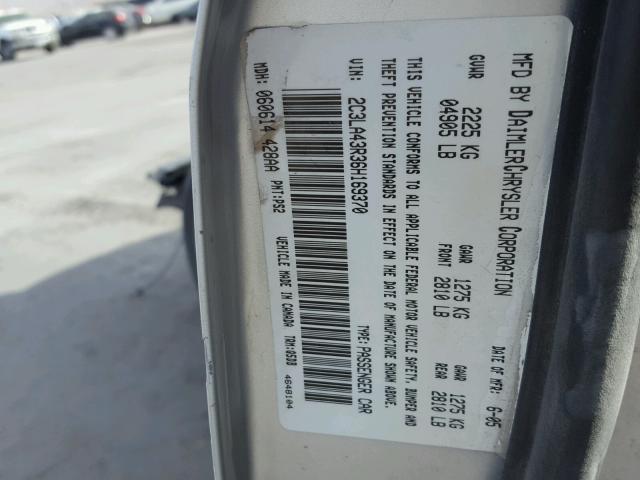 MFD BY DAIMLERCHRYSLER CORPORATION
DATE OF MFR: 6-05
GVWR 2225 KG 04905 LB
GAWR FRONT 1275 KG 2810 LB
GAWR REAR 1275 KG 2810 LB
THIS VEHICLE CONFORMS TO ALL APPLICABLE FEDERAL MOTOR VEHICLE SAFETY, BUMPER AND
THEFT PREVENTION STANDARDS IN EFFECT ON THE DATE OF MANUFACTURE SHOWN ABOVE.
VIN: 2C3LA43R36H169370
TYPE: PASSENGER CAR
MDH: 060614 428AA
PNT: PS2
VEHICLE MADE IN CANADA
4648104